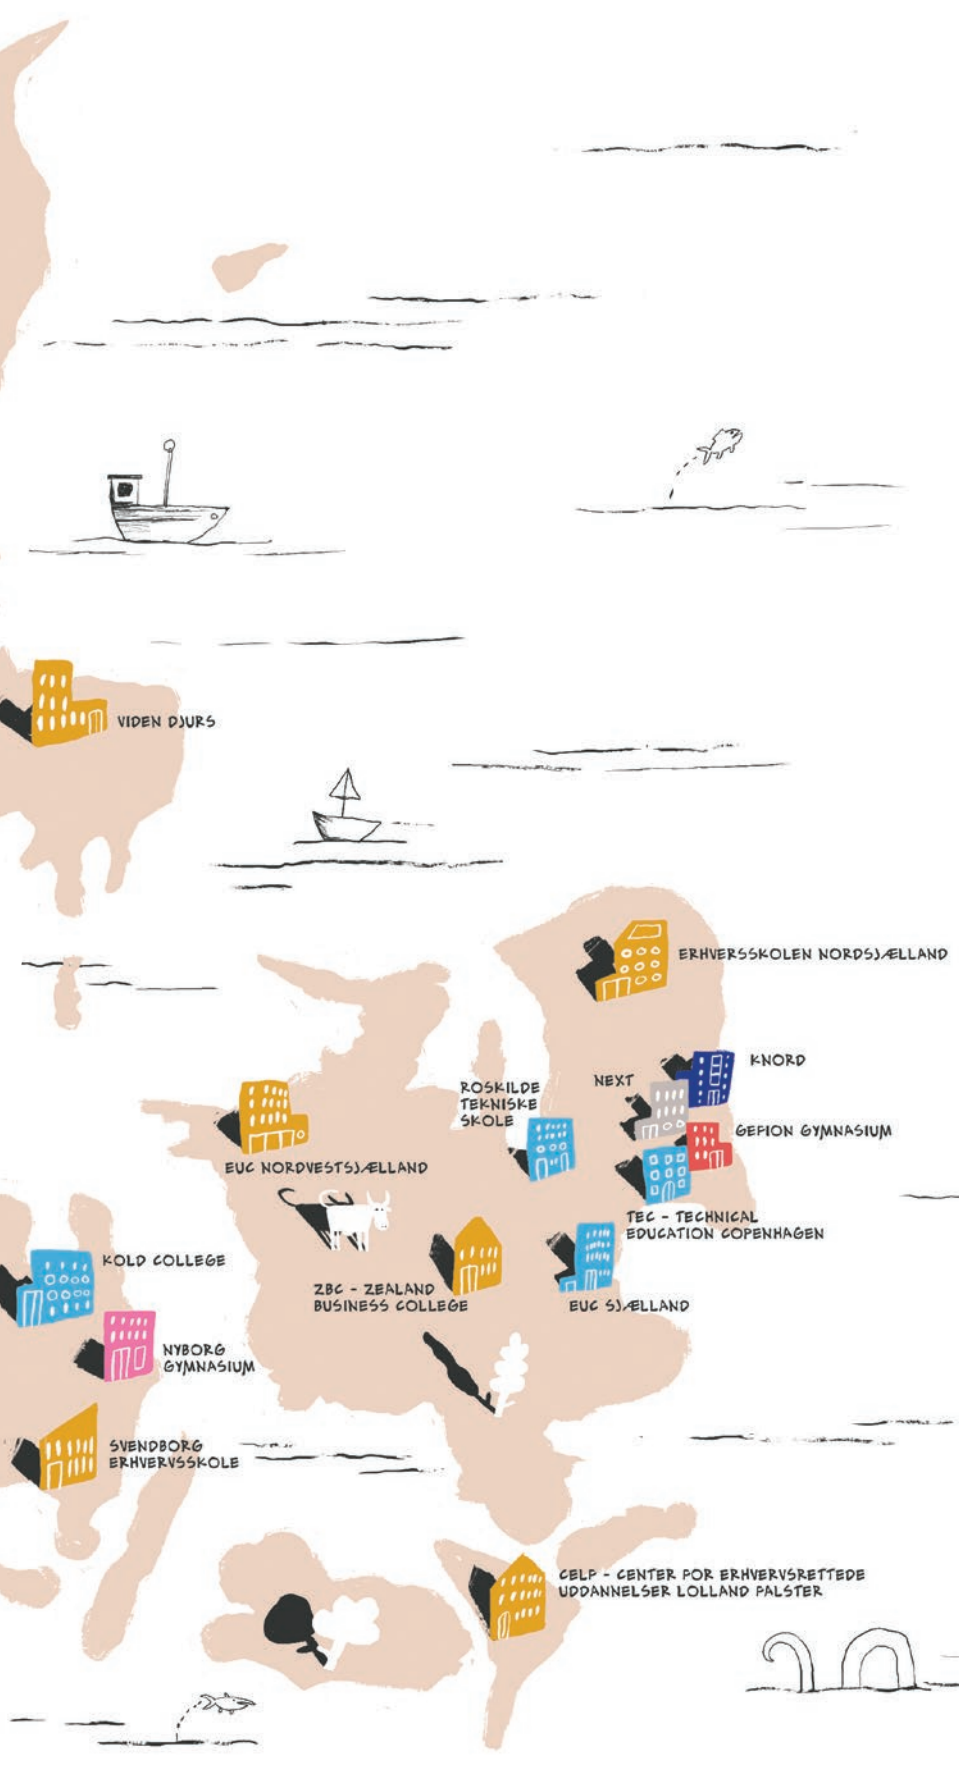 VIDEN DJURS
ERHVERSSKOLEN NORDSJÆLLAND
KNORD
NEXT
ROSKILDE
TEKNISKE
SKOLE
GEFION GYMNASIUM
EUC NORDVESTSJÆLLAND
TEC - TECHNICAL
EDUCATION COPENHAGEN
KOLD COLLEGE
ZBC - ZEALAND
BUSINESS COLLEGE
EUC SJÆLLAND
NYBORG
GYMNASIUM
SVENDBORG
ERHVERVSSKOLE
CELF - CENTER FOR ERHVERVSRETTEDE
UDDANNELSER LOLLAND FALSTER